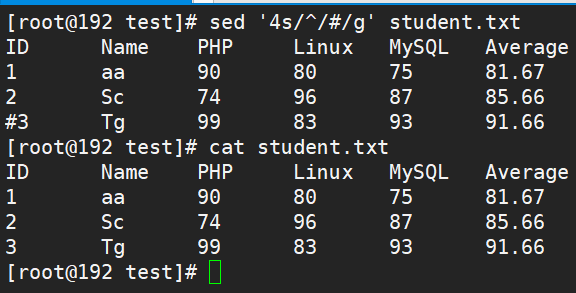 [root@192 test]# sed '4s/^/#/g' student.txt
ID Name PHP Linux MySQL Average
1 aa 90 80 75 81.67
2 Sc 74 96 87 85.66
#3 Tg 99 83 93 91.66
[root@192 test]# cat student.txt
ID Name PHP Linux MySQL Average
1 aa 90 80 75 81.67
2 Sc 74 96 87 85.66
3 Tg 99 83 93 91.66
[root@192 test]#